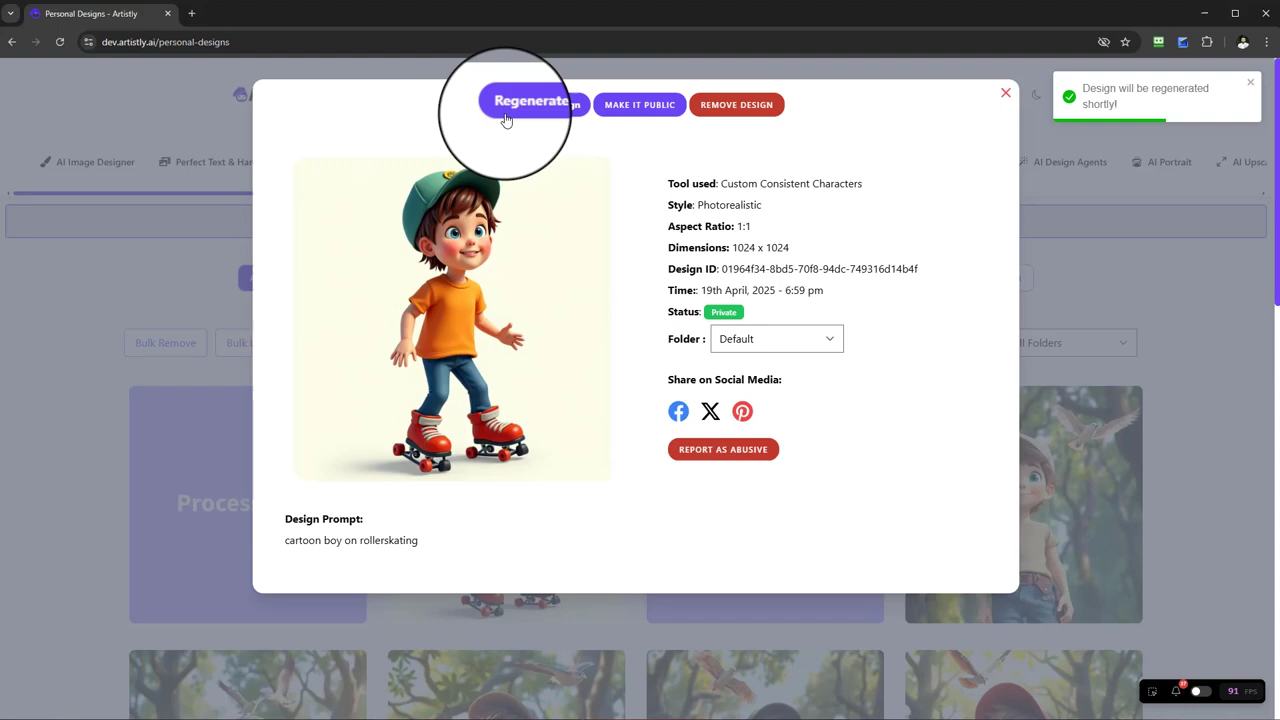 Personal Designs - Artistly
dev.artistly.ai/personal-designs
Regenerate
gn
MAKE IT PUBLIC
REMOVE DESIGN
Design will be regenerated
shortly!
AI Image Designer
Perfect Text & Har
AI Design Agents
AI Portrait
AI Upsc
Tool used: Custom Consistent Characters
Style: Photorealistic
Aspect Ratio: 1:1
Dimensions: 1024 x 1024
Design ID: 01964f34-8bd5-70f8-94dc-749316d14b4f
Time:: 19th April, 2025 - 6:59 pm
Status: Private
Folder : Default
Bulk Remove
Bulk
ll Folders
Share on Social Media:
REPORT AS ABUSIVE
Proces
Design Prompt:
cartoon boy on rollerskating
91 FPS